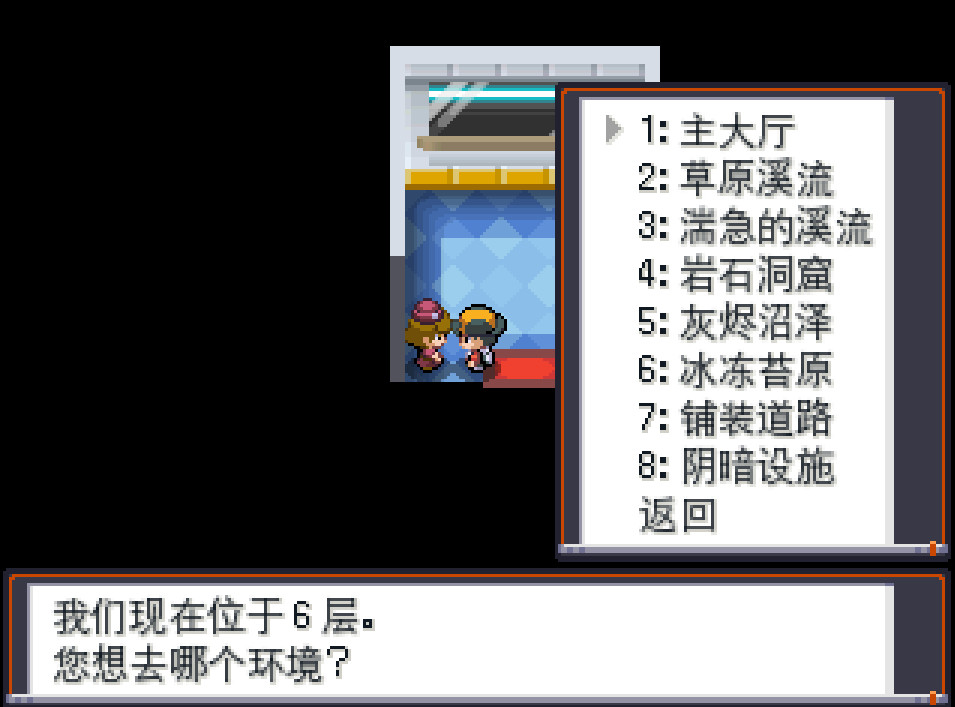 1: 主大厅
2: 草原溪流
3: 湍急的溪流
4: 岩石洞窟
5: 灰烬沼泽
6: 冰冻苔原
7: 铺装道路
8: 阴暗设施
返回
我们现在位于 6 层。
您想去哪个环境?